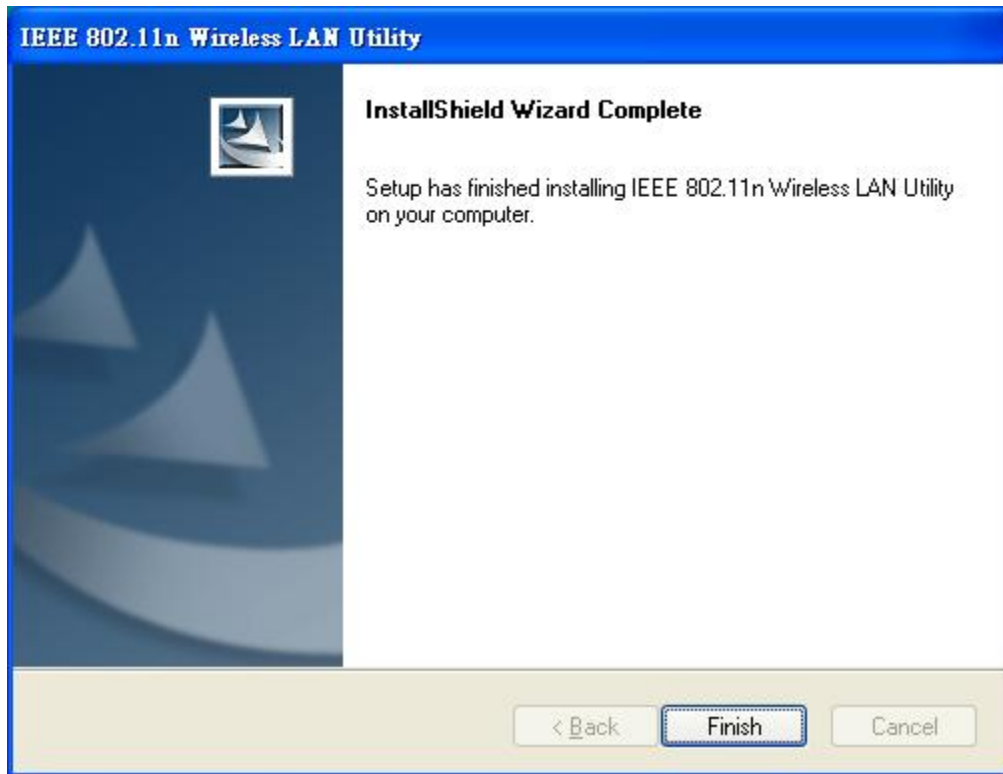 IEEE 802.11n Wireless LAN Utility
InstallShield Wizard Complete
Setup has finished installing IEEE 802.11n Wireless LAN Utility
on your computer.
< Back Finish Cancel